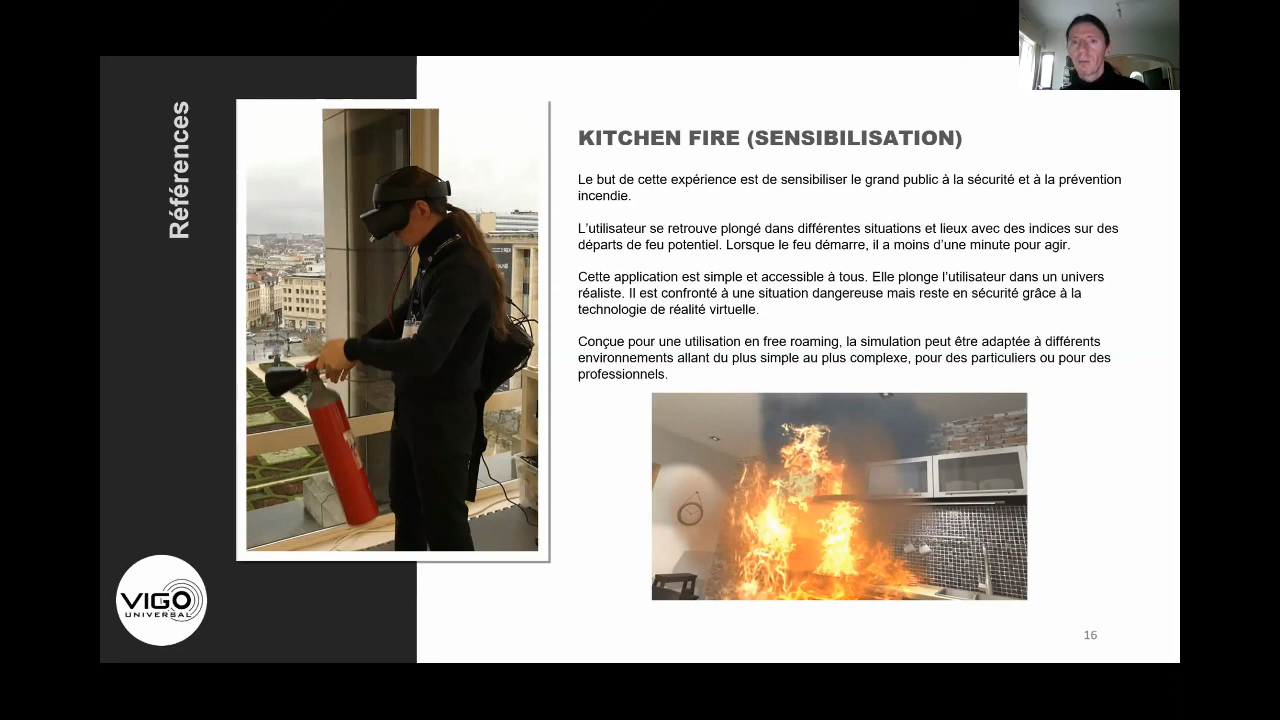 Références
KITCHEN FIRE (SENSIBILISATION)
Le but de cette expérience est de sensibiliser le grand public à la sécurité et à la prévention
incendie.
L’utilisateur se retrouve plongé dans différentes situations et lieux avec des indices sur des
départs de feu potentiel. Lorsque le feu démarre, il a moins d’une minute pour agir.
Cette application est simple et accessible à tous. Elle plonge l’utilisateur dans un univers
réaliste. Il est confronté à une situation dangereuse mais reste en sécurité grâce à la
technologie de réalité virtuelle.
Conçue pour une utilisation en free roaming, la simulation peut être adaptée à différents
environnements allant du plus simple au plus complexe, pour des particuliers ou pour des
professionnels.
VIGO
UNIVERSAL
16